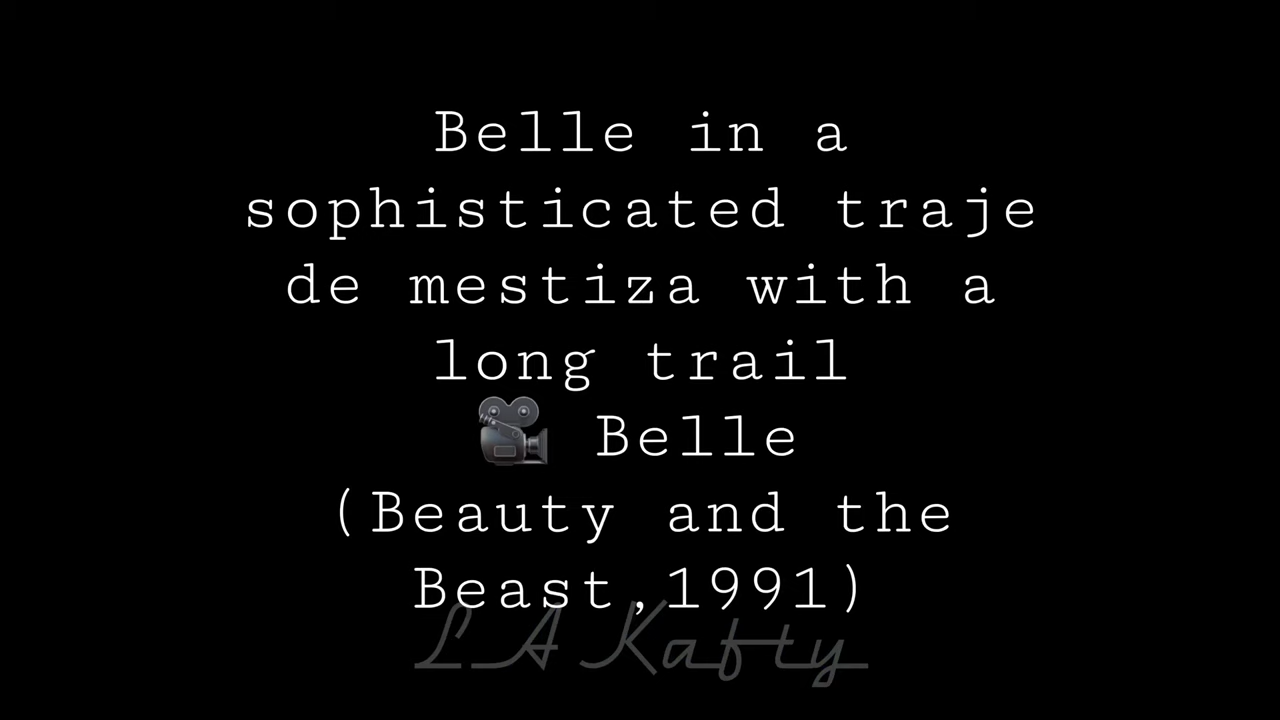 Belle in a
sophisticated traje
de mestiza with a
long trail
🎥 Belle
(Beauty and the
Beast,1991)
LA Kafty